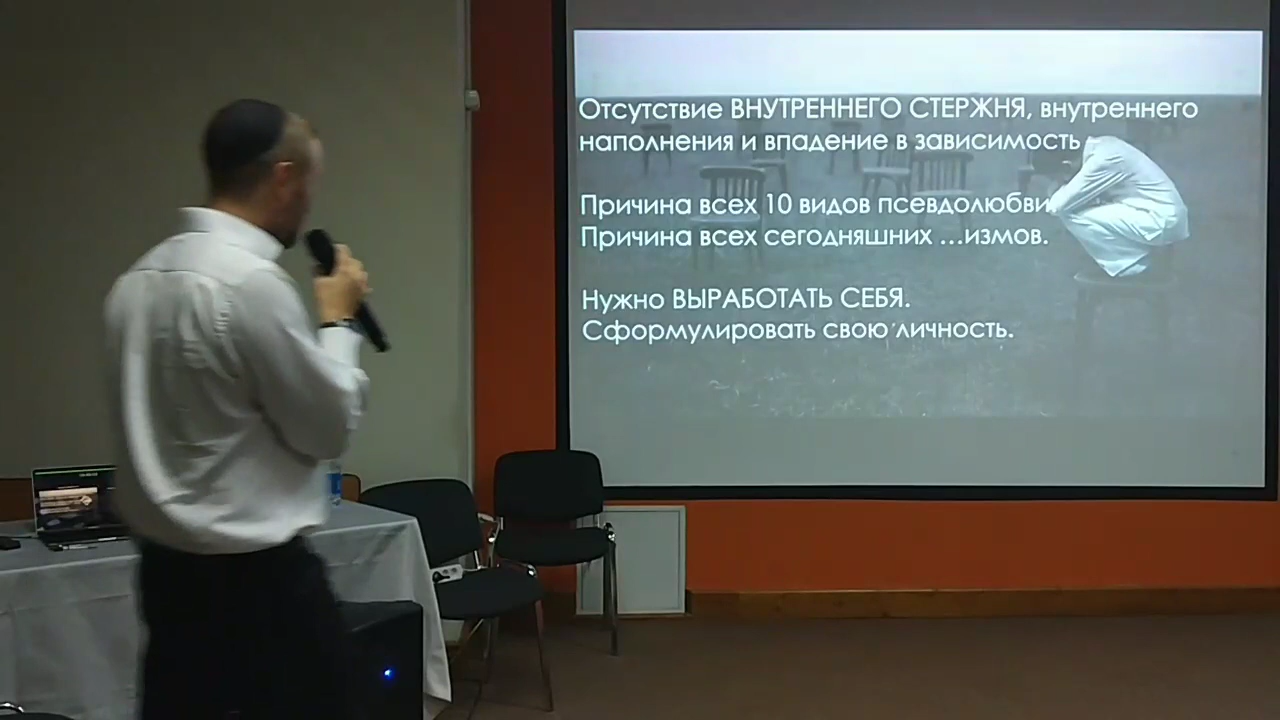 Отсутствие ВНУТРЕННЕГО СТЕРЖНЯ, внутреннего
наполнения и впадение в зависимость
Причина всех 10 видов псевдолюбви
Причина всех сегодняшних ...измов.
Нужно ВЫРАБОТАТЬ СЕБЯ.
Сформулировать свою личность.